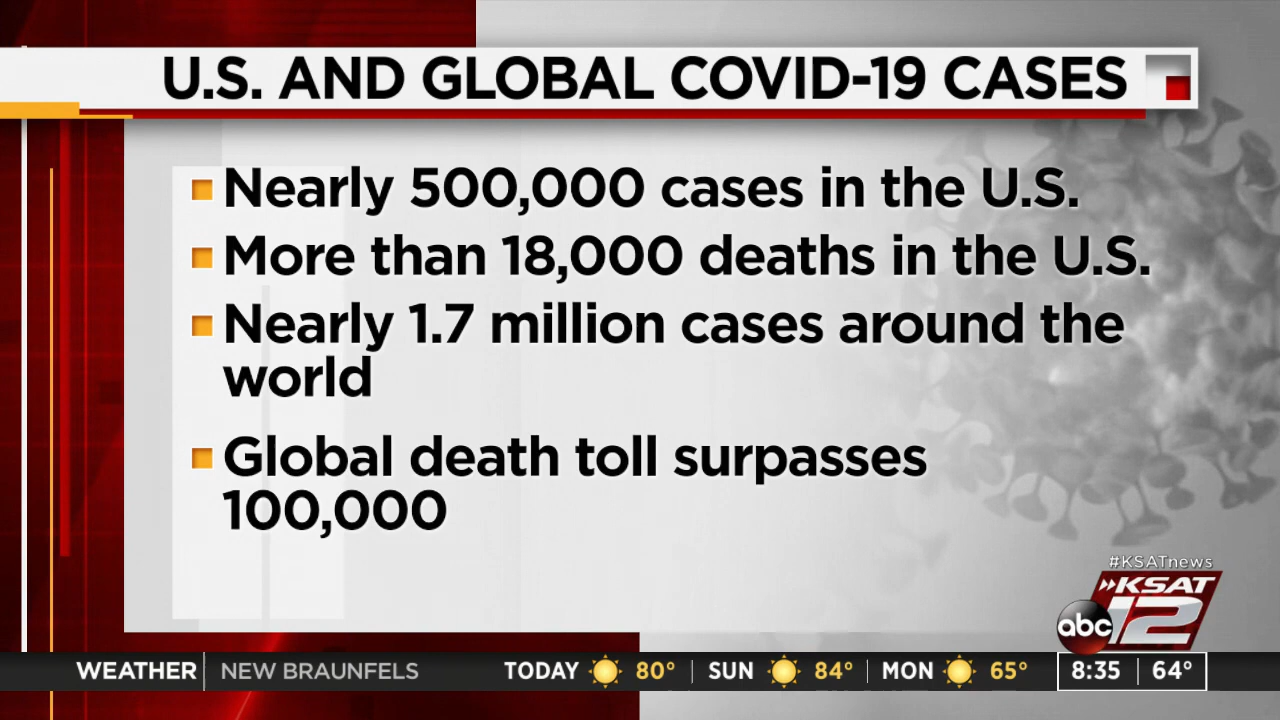 U.S. AND GLOBAL COVID-19 CASES
Nearly 500,000 cases in the U.S.
More than 18,000 deaths in the U.S.
Nearly 1.7 million cases around the
world
Global death toll surpasses
100,000
#KSATnews
KSAT
abc 12
WEATHER NEW BRAUNFELS TODAY 80° SUN 84° MON 65° 8:35 64°